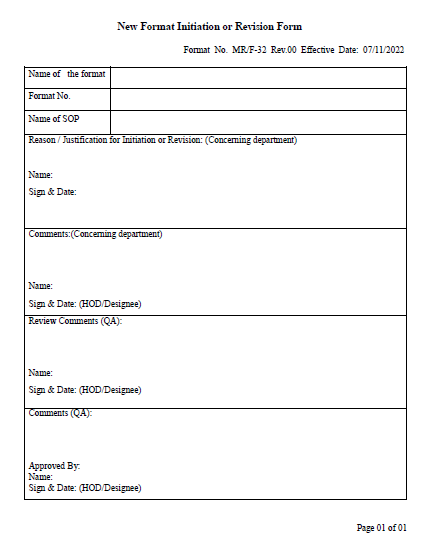 New Format Initiation or Revision Form
Format No. MR/F-32 Rev.00 Effective Date: 07/11/2022
Name of the format
Format No.
Name of SOP
Reason / Justification for Initiation or Revision: (Concerning department)
Name:
Sign & Date:
Comments:(Concerning department)
Name:
Sign & Date: (HOD/Designee)
Review Comments (QA):
Name:
Sign & Date: (HOD/Designee)
Comments (QA):
Approved By:
Name:
Sign & Date: (HOD/Designee)
Page 01 of 01